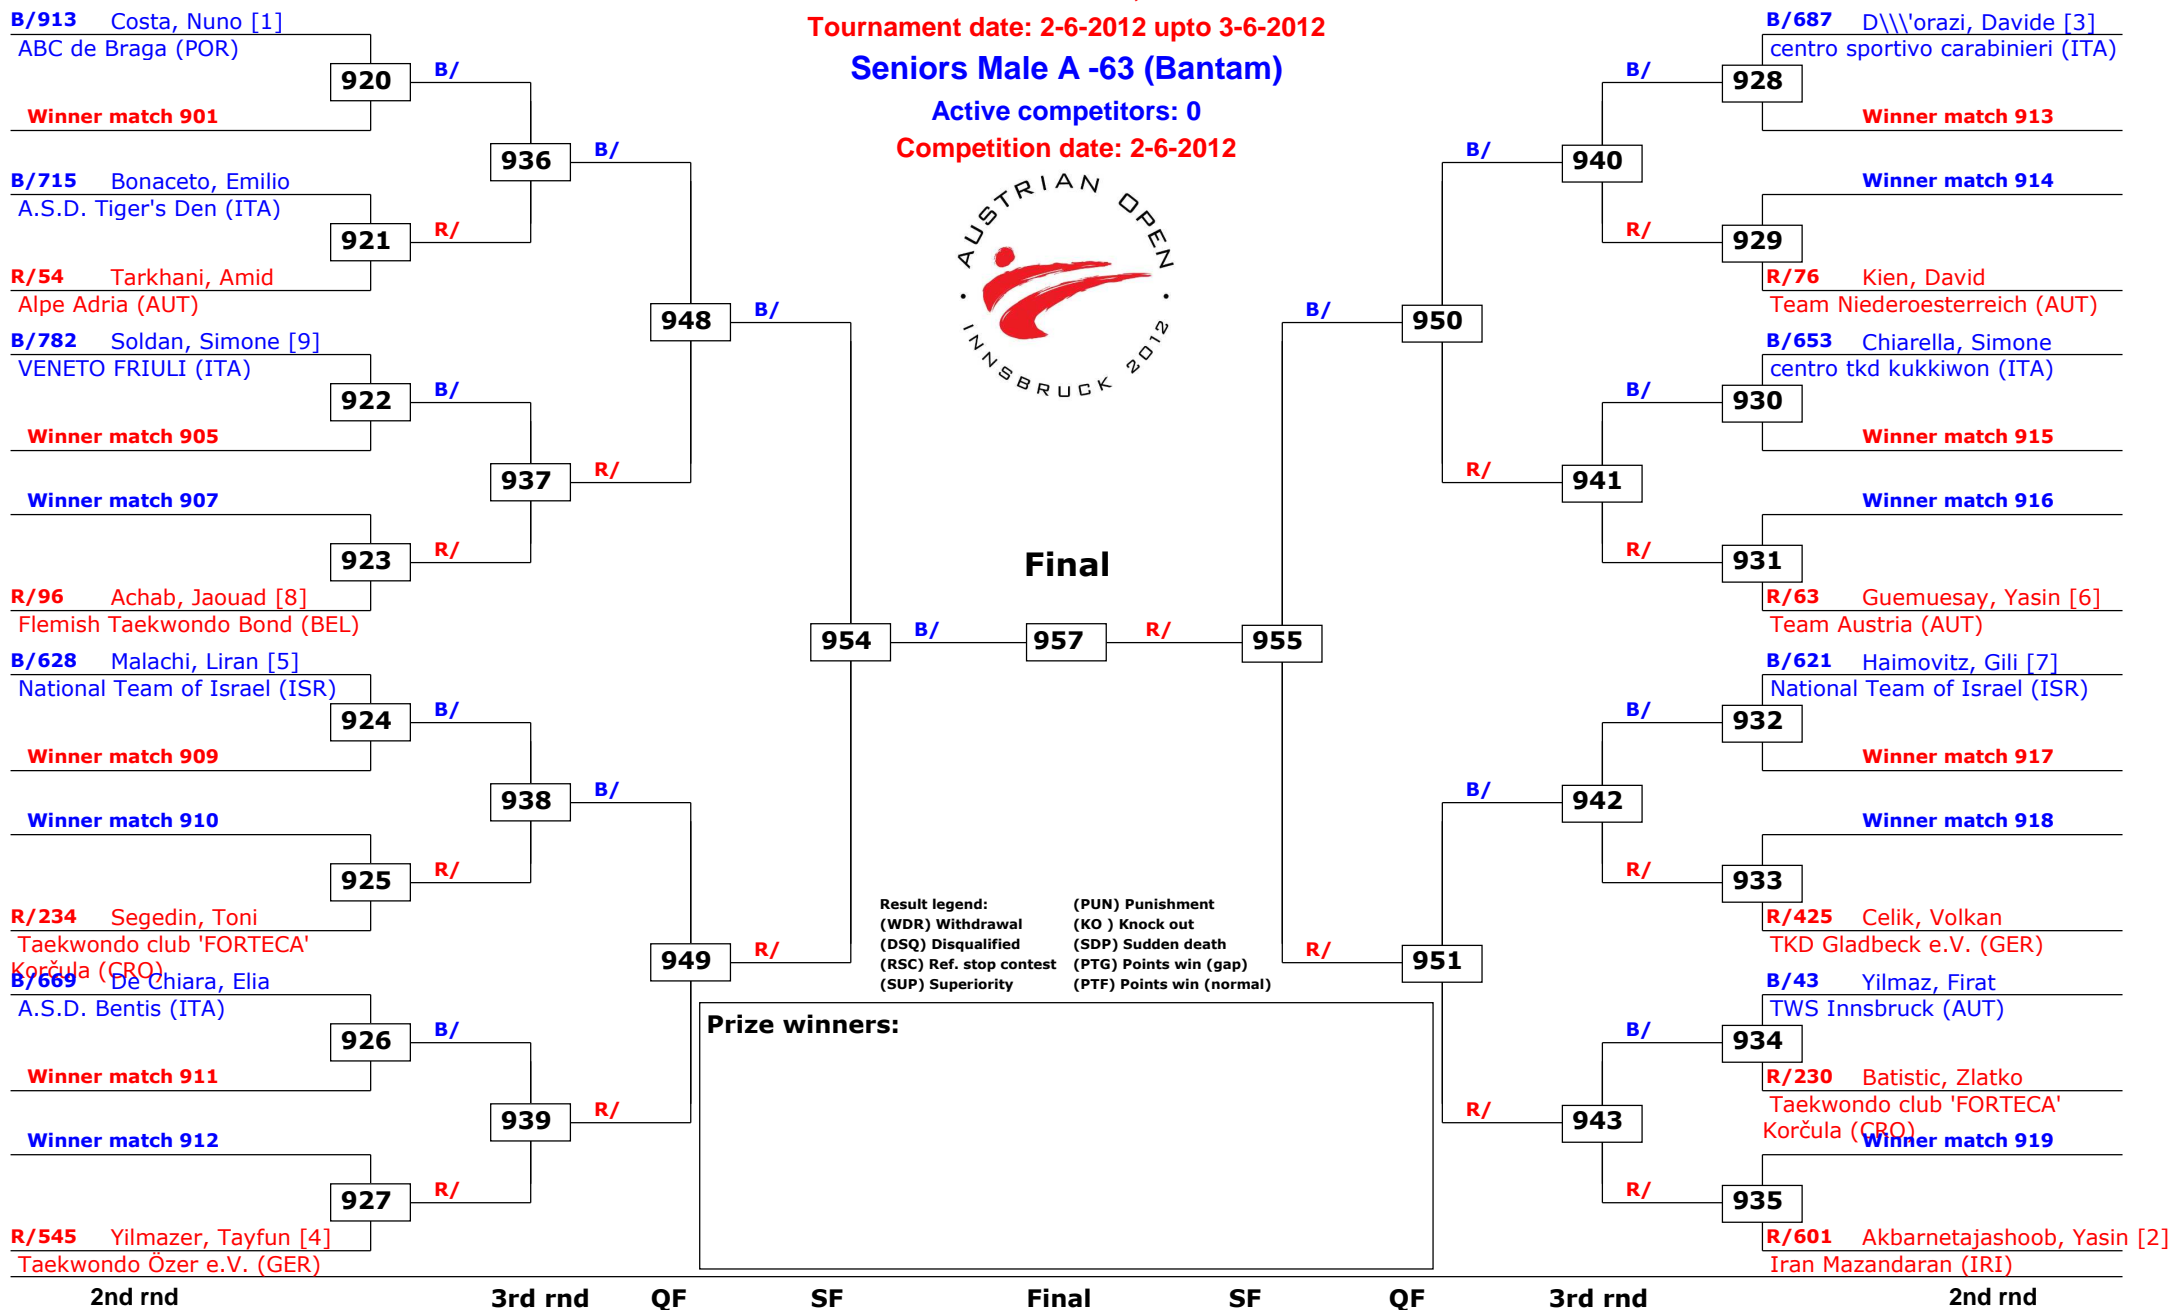 Tournament date: 2-6-2012 upto 3-6-2012
Seniors Male A -63 (Bantam)
Active competitors: 0
Competition date: 2-6-2012
AUSTRIAN OPEN
· INNSBRUCK 2012 ·
B/913 Costa, Nuno [1]
ABC de Braga (POR)
920
B/
Winner match 901
936
B/
B/715 Bonaceto, Emilio
A.S.D. Tiger's Den (ITA)
921
R/
R/54 Tarkhani, Amid
Alpe Adria (AUT)
948
B/
B/782 Soldan, Simone [9]
VENETO FRIULI (ITA)
922
B/
Winner match 905
937
R/
Winner match 907
923
R/
R/96 Achab, Jaouad [8]
Flemish Taekwondo Bond (BEL)
954
B/
B/628 Malachi, Liran [5]
National Team of Israel (ISR)
924
B/
Winner match 909
938
B/
Winner match 910
925
R/
R/234 Segedin, Toni
Taekwondo club 'FORTECA'
Korčula (CRO)
949
R/
B/669 De Chiara, Elia
A.S.D. Bentis (ITA)
926
B/
Winner match 911
939
R/
Winner match 912
927
R/
R/545 Yilmazer, Tayfun [4]
Taekwondo Özer e.V. (GER)
Final
957
R/
955
B/687 D\\\'orazi, Davide [3]
centro sportivo carabinieri (ITA)
B/
928
Winner match 913
B/
940
Winner match 914
R/
929
R/76 Kien, David
Team Niederoesterreich (AUT)
B/
950
B/653 Chiarella, Simone
centro tkd kukkiwon (ITA)
B/
930
Winner match 915
R/
941
Winner match 916
R/
931
R/63 Guemuesay, Yasin [6]
Team Austria (AUT)
B/621 Haimovitz, Gili [7]
National Team of Israel (ISR)
B/
932
Winner match 917
B/
942
Winner match 918
R/
933
R/425 Celik, Volkan
TKD Gladbeck e.V. (GER)
R/
951
B/43 Yilmaz, Firat
TWS Innsbruck (AUT)
B/
934
R/230 Batistic, Zlatko
Taekwondo club 'FORTECA'
Korčula (CRO)
R/
943
Winner match 919
R/
935
R/601 Akbarnetajashoob, Yasin [2]
Iran Mazandaran (IRI)
Result legend: (PUN) Punishment
(WDR) Withdrawal (KO ) Knock out
(DSQ) Disqualified (SDP) Sudden death
(RSC) Ref. stop contest (PTG) Points win (gap)
(SUP) Superiority (PTF) Points win (normal)
Prize winners:
2nd rnd 3rd rnd QF SF Final SF QF 3rd rnd 2nd rnd